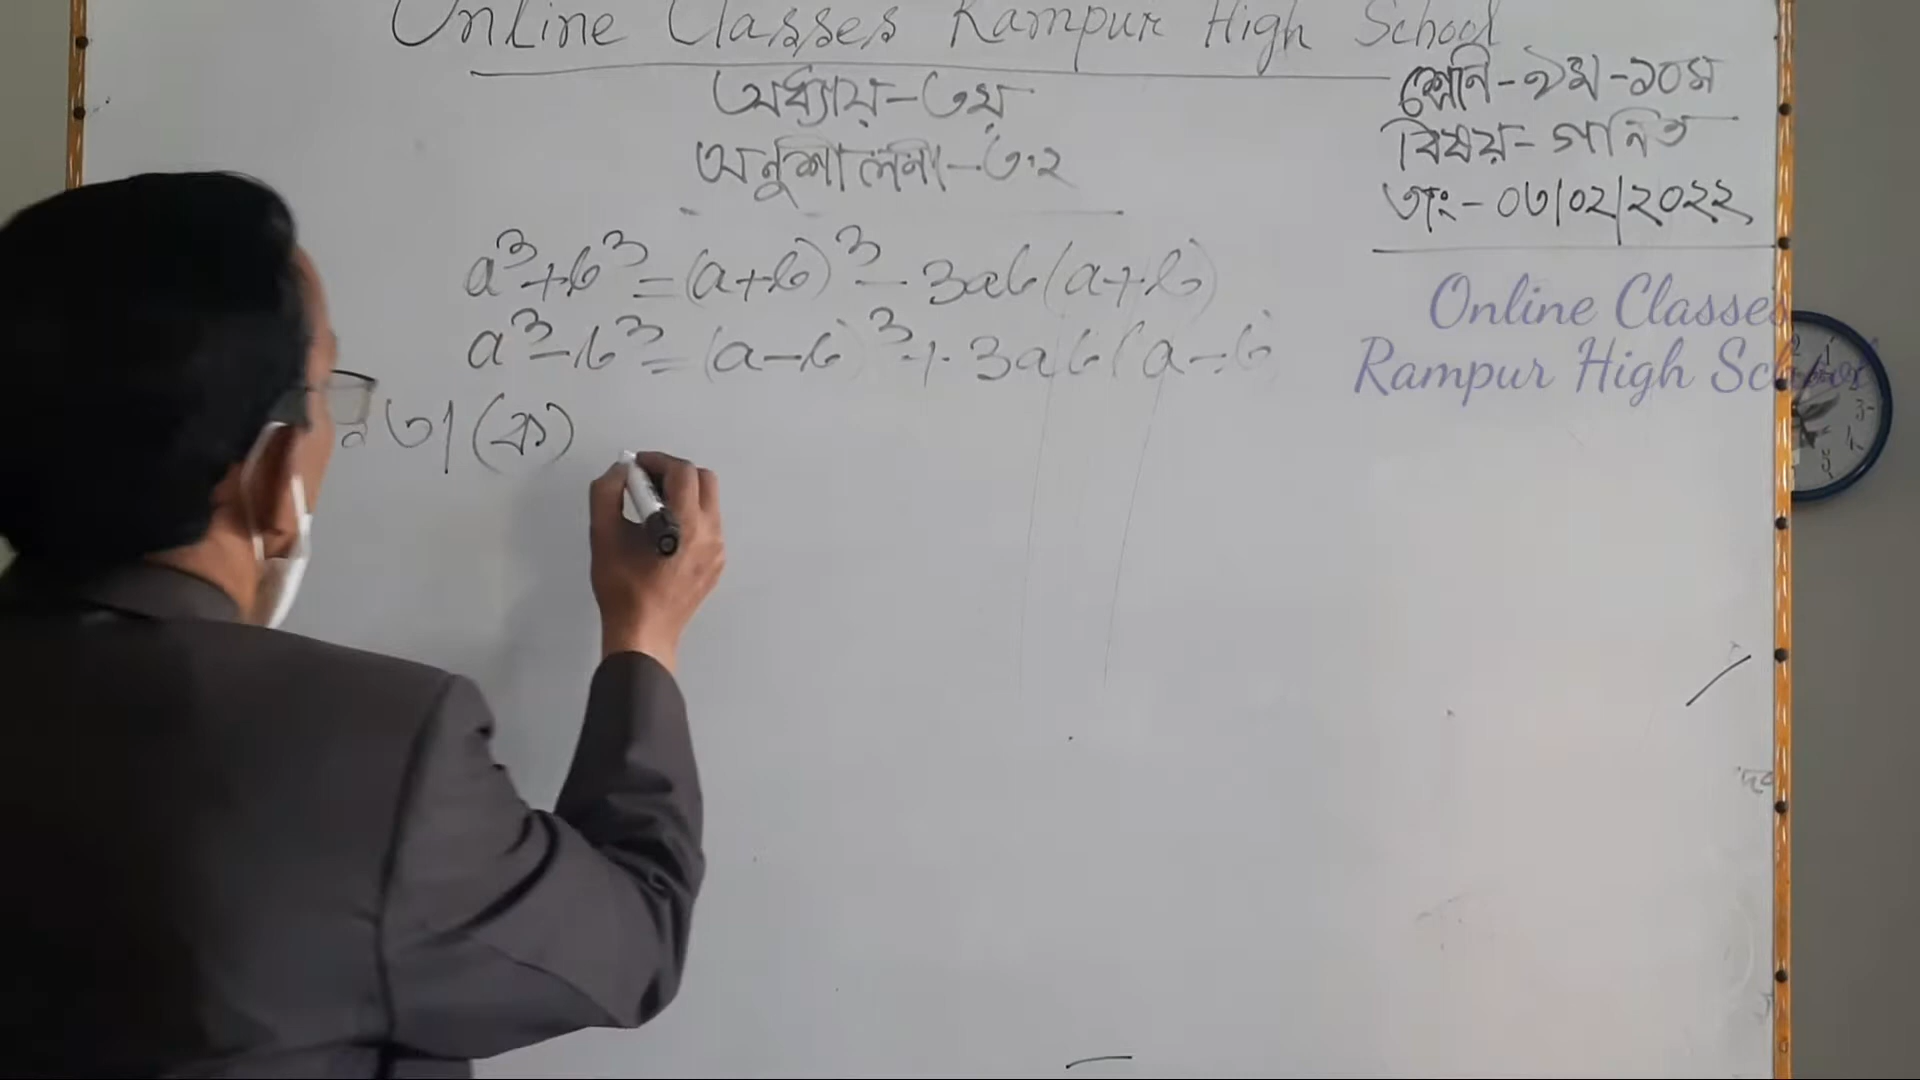 Online Classes Rampur High School
অধ্যায়-৩য়
অনুশীলনী-৩.২
শ্রেনি-৯ম-১০ম
বিষয়-গনিত
তাং-০৩/০২/২০২২
a³+b³=(a+b)³-3ab(a+b)
a³-b³=(a-b)³+3ab(a-b)
৩।(ক)
Online Classes
Rampur High School